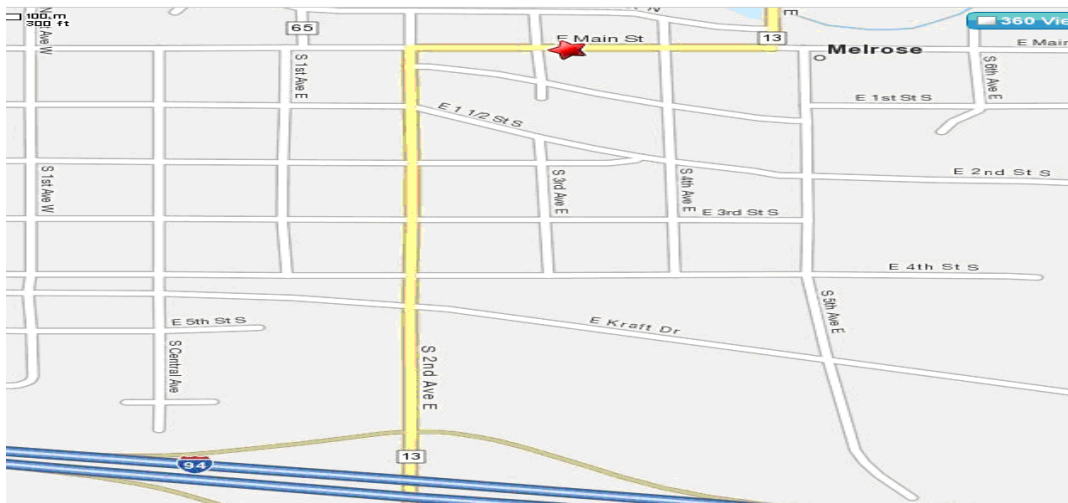 100 m
300 ft
65
N
E
360 Vie
E Main St
13
Melrose
E Main
S 1st Ave E
S 6th Ave E
E 1st St S
E 1 1/2 St S
S 1st Ave W
S 3rd Ave E
S 4th Ave E
E 2nd St S
E 3rd St S
E 4th St S
S 5th Ave E
E 5th St S
E Kraft Dr
S Central Ave
S 2nd Ave E
13
94